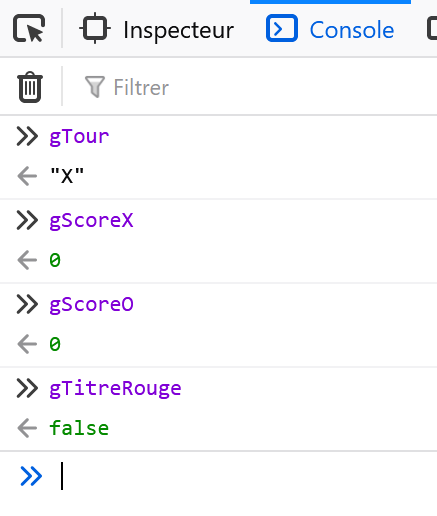 Inspecteur Console
Filtrer
>> gTour
← "X"
>> gScoreX
← 0
>> gScoreO
← 0
>> gTitreRouge
← false
>>